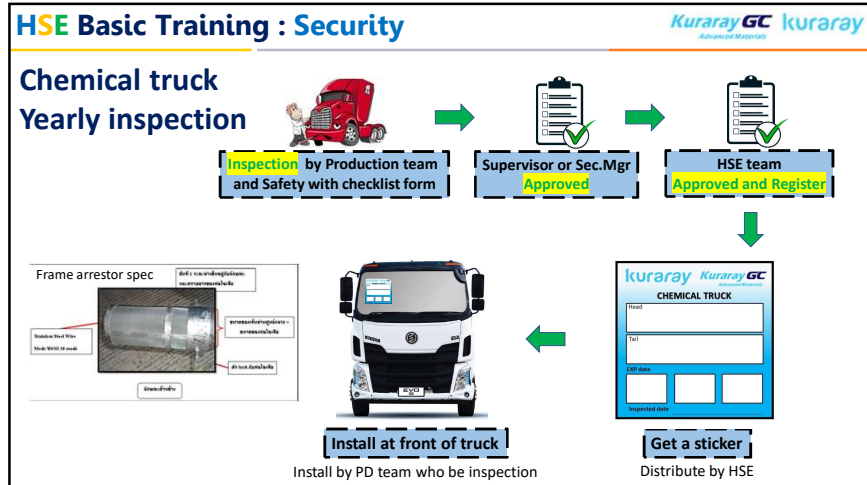 HSE Basic Training : Security
Kuraray GC kuraray
Advanced Materials
Chemical truck
Yearly inspection
Inspection by Production team
and Safety with checklist form
Supervisor or Sec.Mgr
Approved
HSE team
Approved and Register
Frame arrestor spec
Stainless Steel Wire
kuraray Kuraray GC
Advanced Materials
CHEMICAL TRUCK
Head
Tail
EXP date
Inspected date
EVO
Install at front of truck
Install by PD team who be inspection
Get a sticker
Distribute by HSE